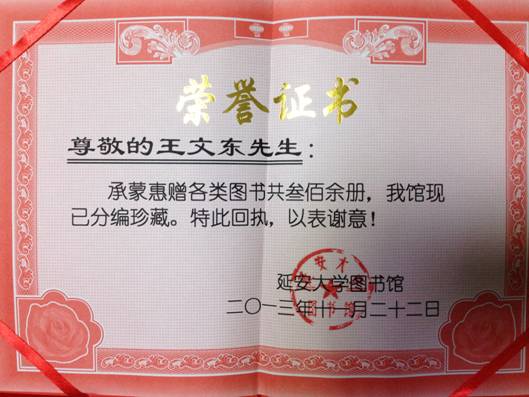 荣誉证书
尊敬的王文东先生：
承蒙惠赠各类图书共叁佰余册，我馆现
已分编珍藏。特此回执，以表谢意！
延安大学图书馆
二〇一三年十一月二十二日